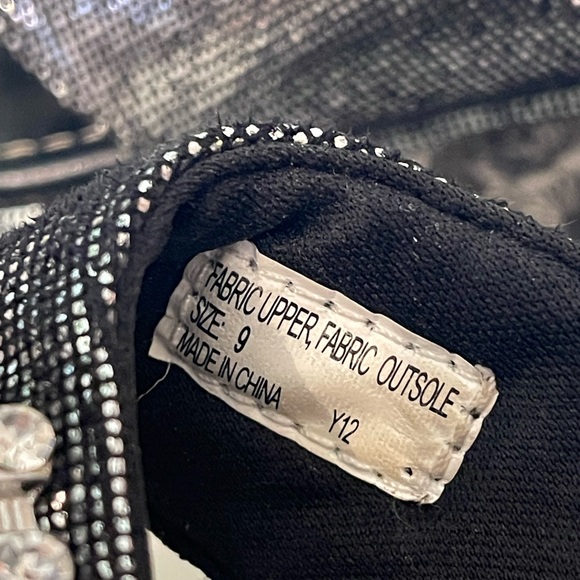 FABRIC UPPER, FABRIC OUTSOLE
SIZE: 9
MADE IN CHINA Y12